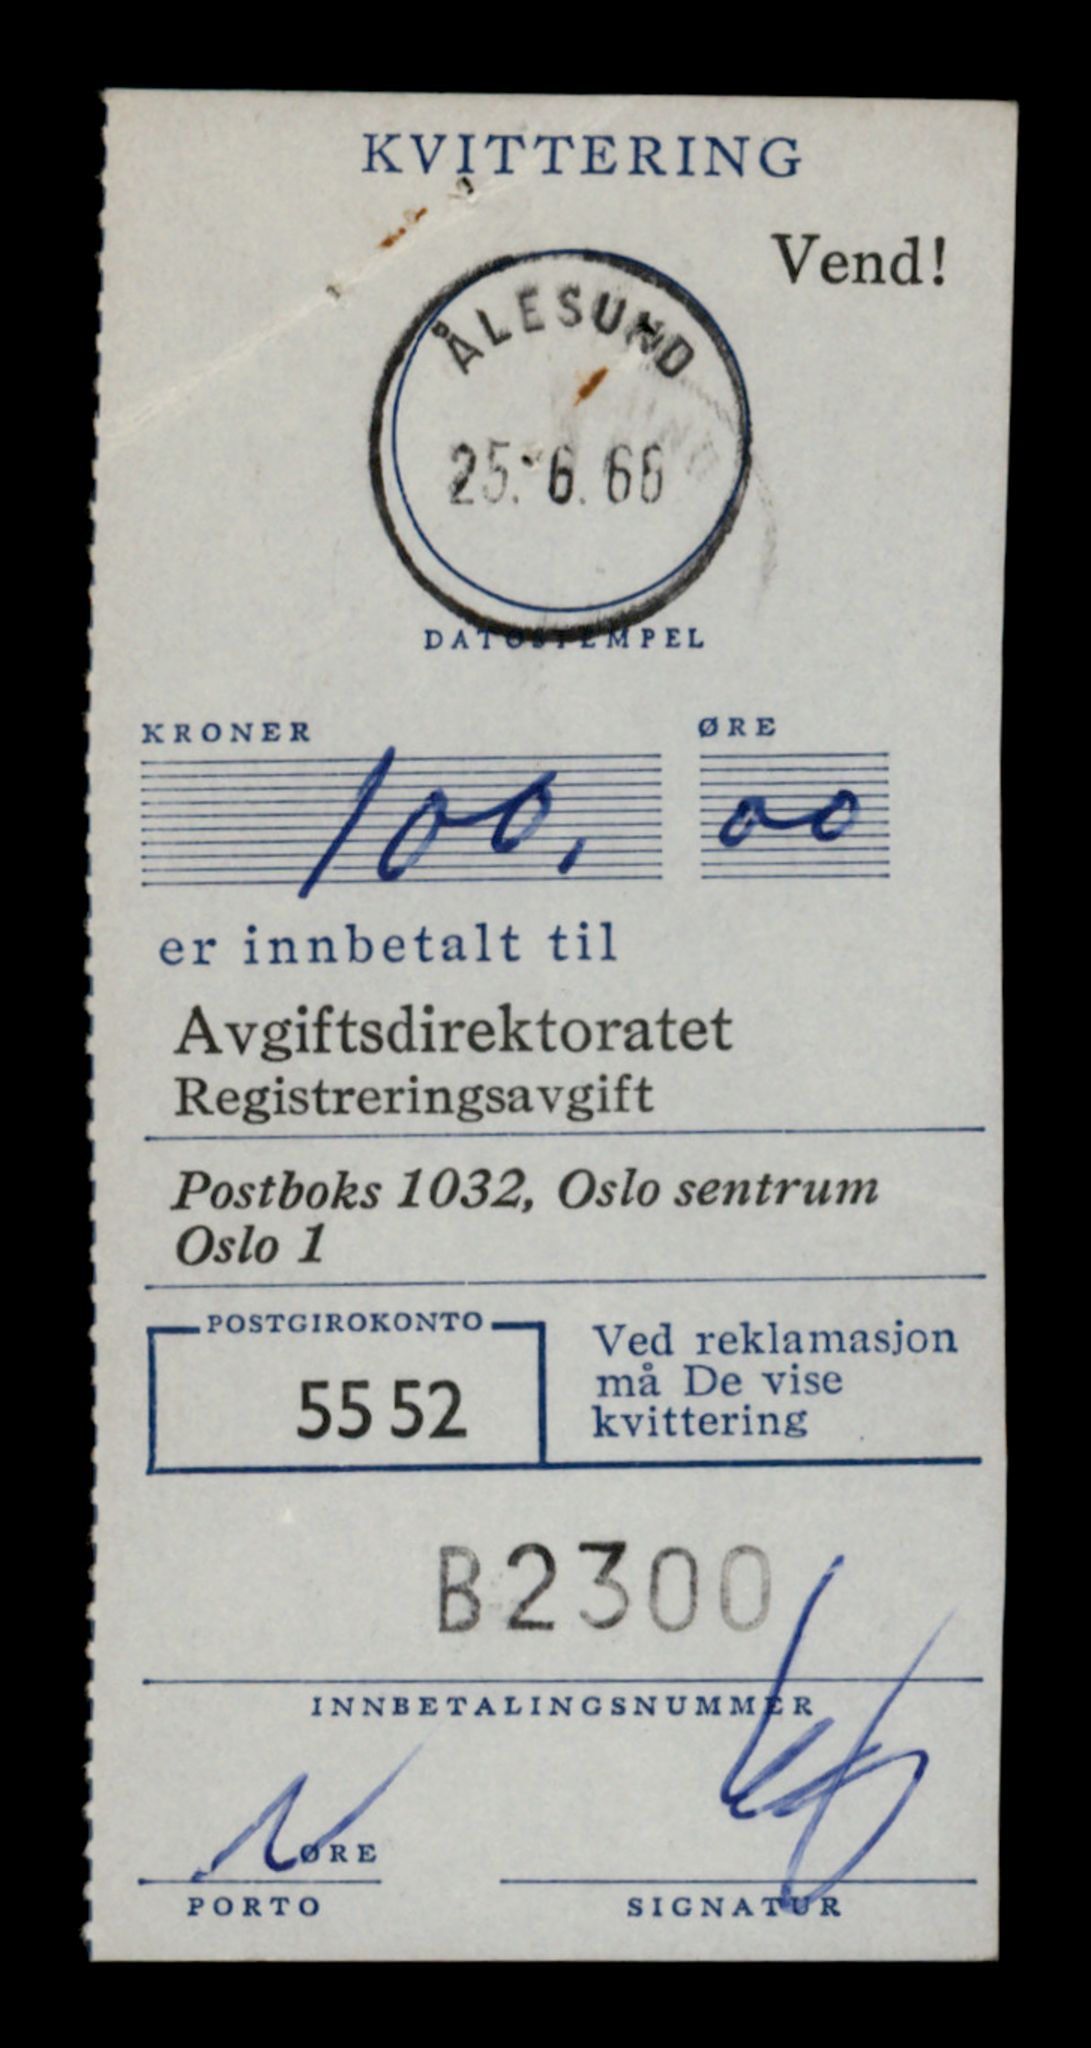 KVITTERING
Vend!
ÅLESUND
25. 6. 66
DATOSTEMPEL
KRONER ØRE
100, 00
er innbetalt til
Avgiftsdirektoratet
Registreringsavgift
Postboks 1032, Oslo sentrum
Oslo 1
POSTGIROKONTO
55 52
Ved reklamasjon
må De vise
kvittering
B2300
INNBETALINGSNUMMER
ØRE
PORTO
SIGNATUR